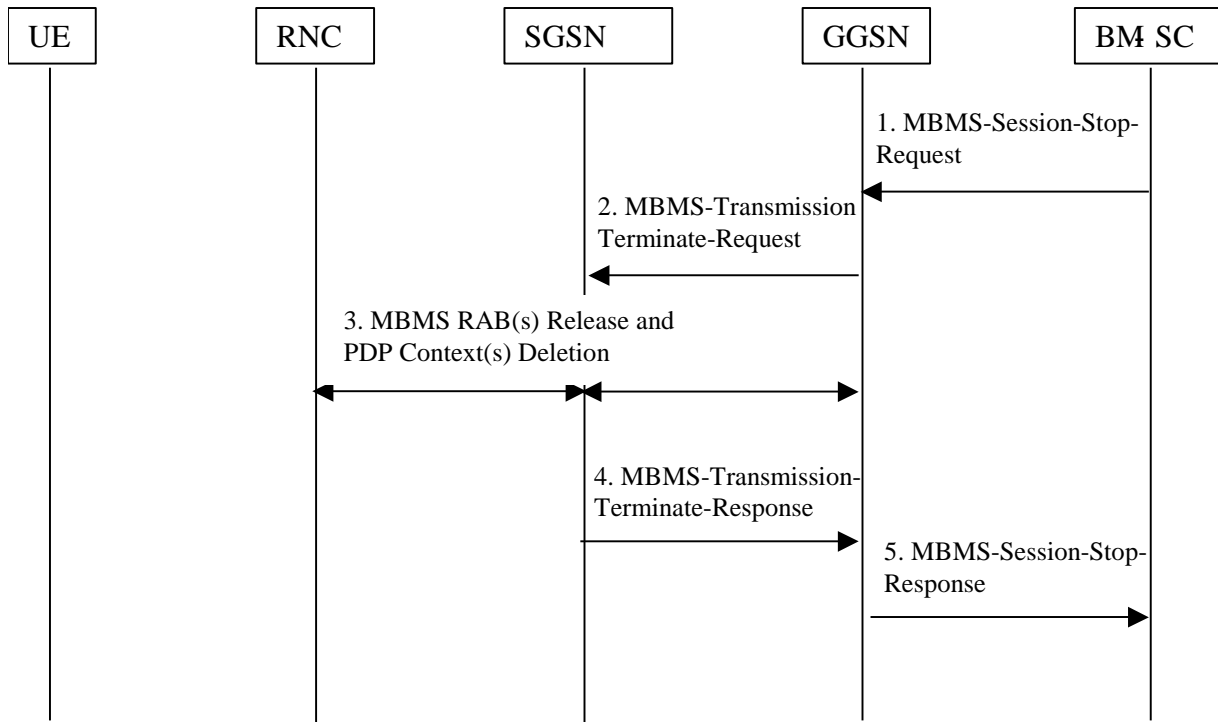 UE
RNC
SGSN
GGSN
BM-SC
1. MBMS-Session-Stop-
Request
2. MBMS-Transmission
Terminate-Request
3. MBMS RAB(s) Release and
PDP Context(s) Deletion
4. MBMS-Transmission-
Terminate-Response
5. MBMS-Session-Stop-
Response